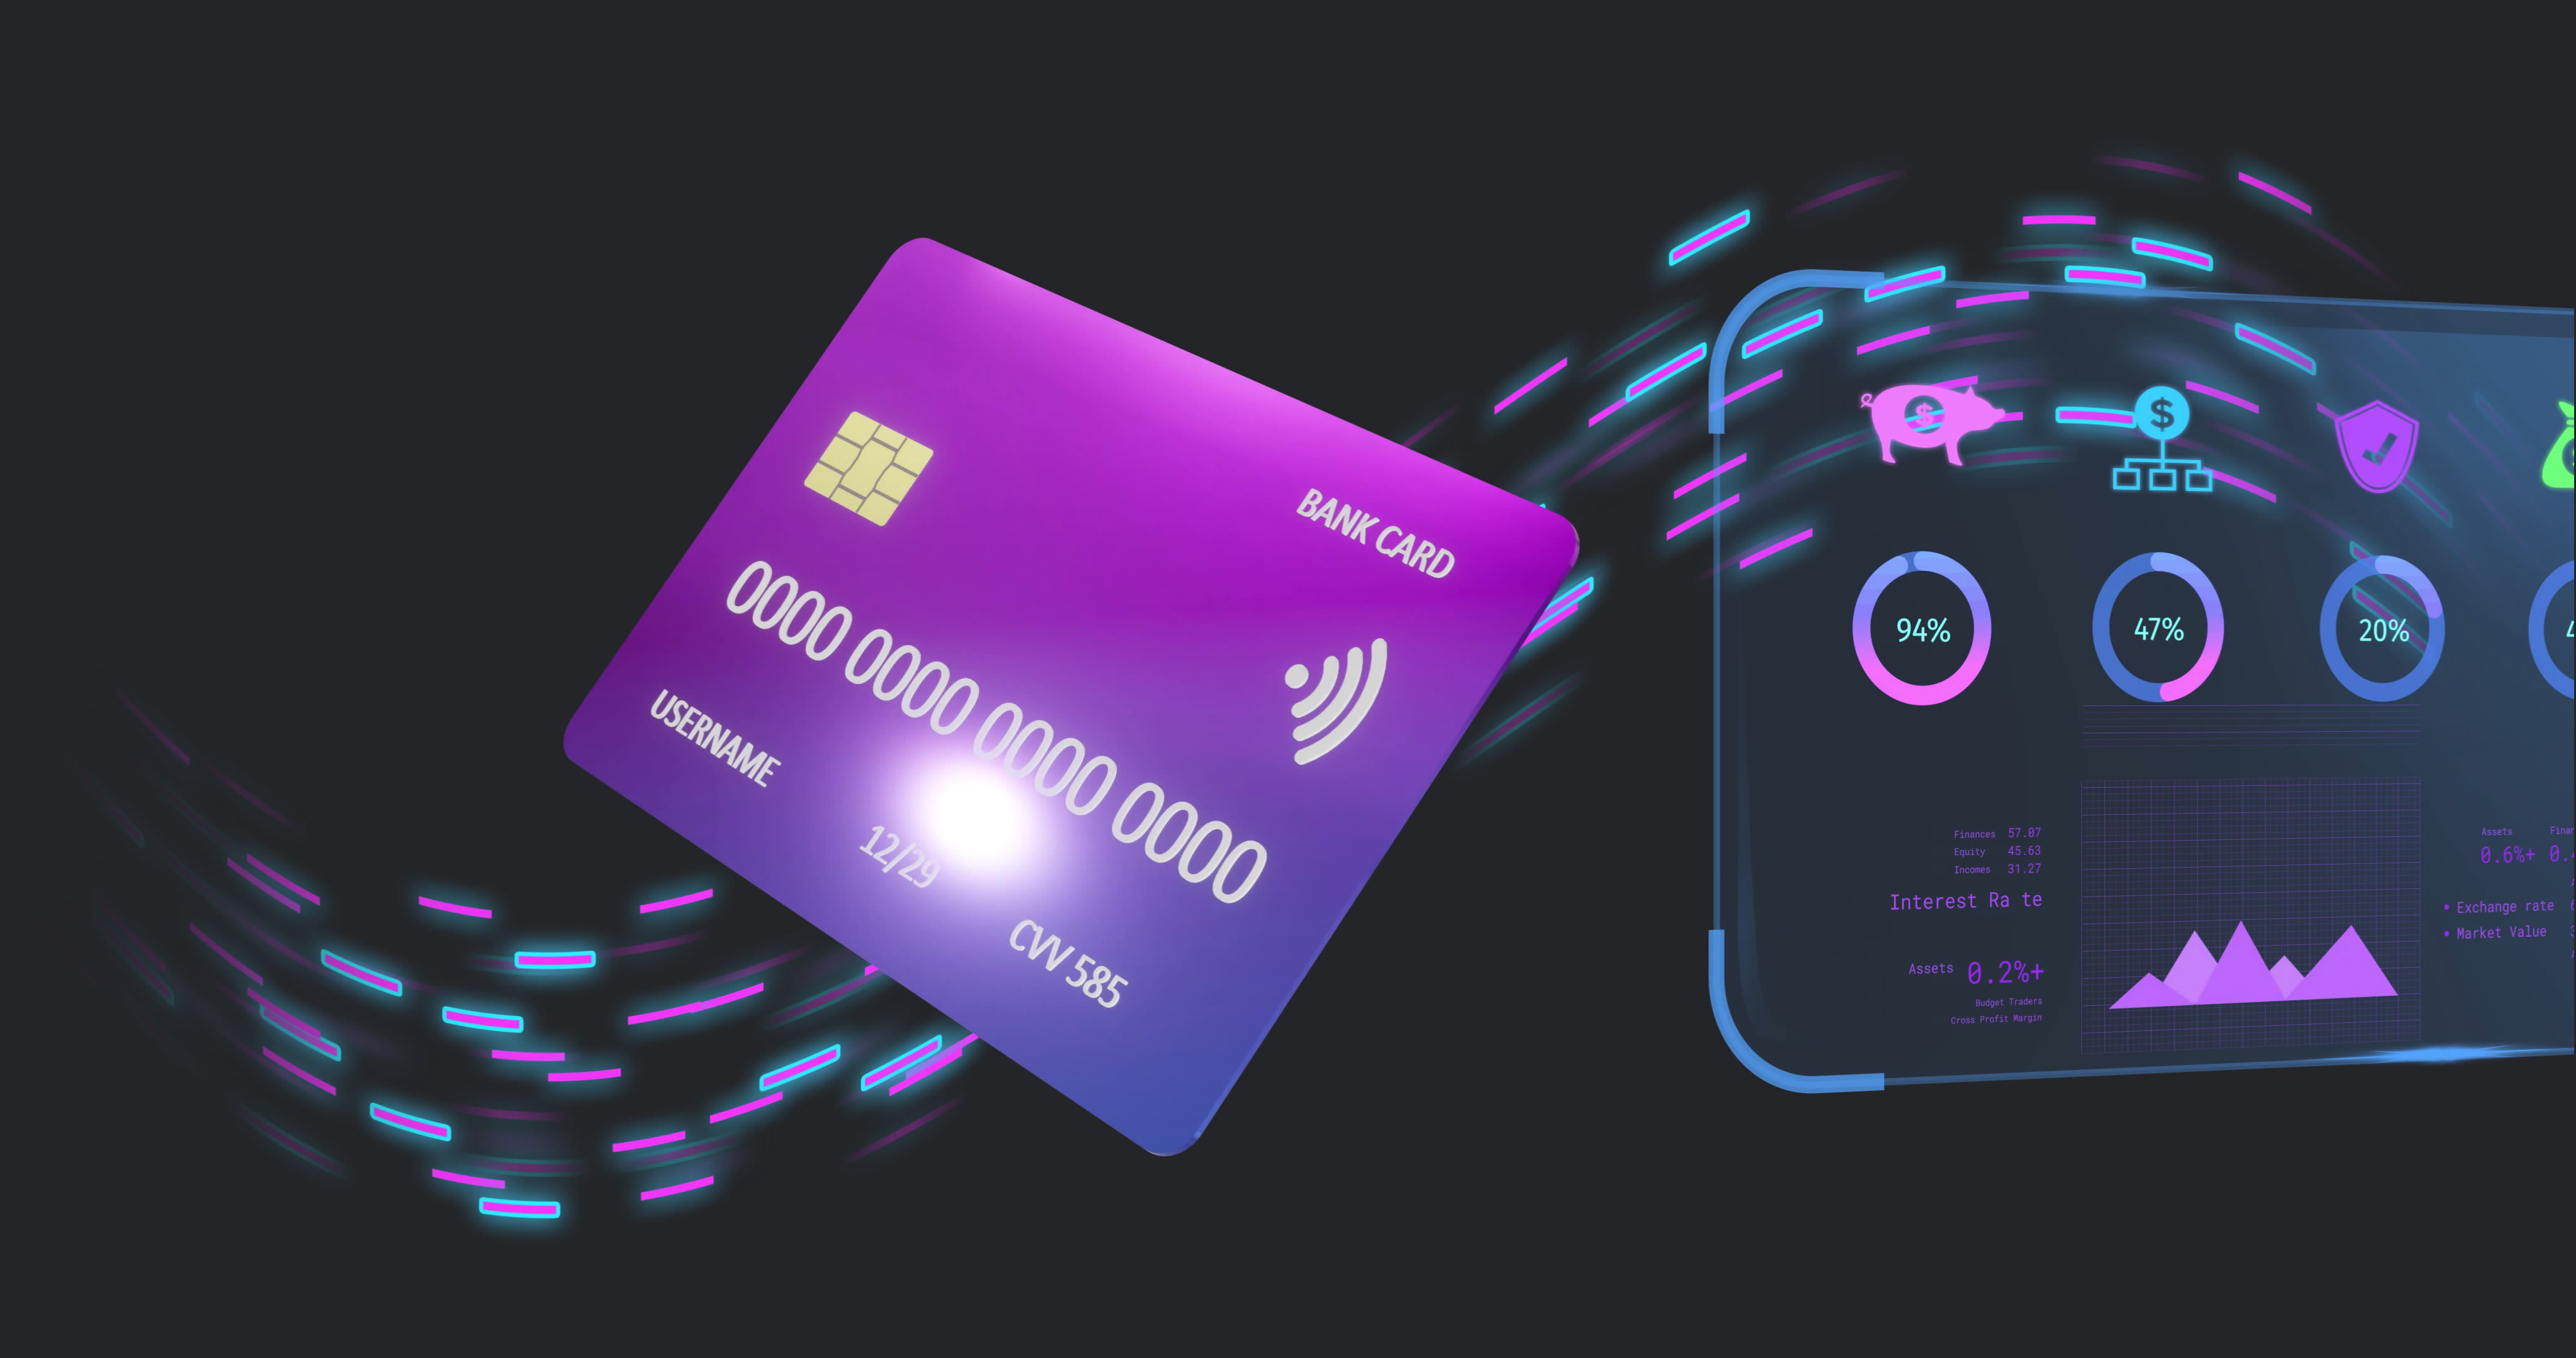 BANK CARD
0000 0000 0000 0000
USERNAME
12/29
CVV 585
$
$
94%
47%
20%
Finances 57.07
Equity 45.63
Incomes 31.27
Interest Ra te
Assets 0.2%+
Budget Traders
Cross Profit Margin
Assets
0.6%+
• Exchange rate
• Market Value